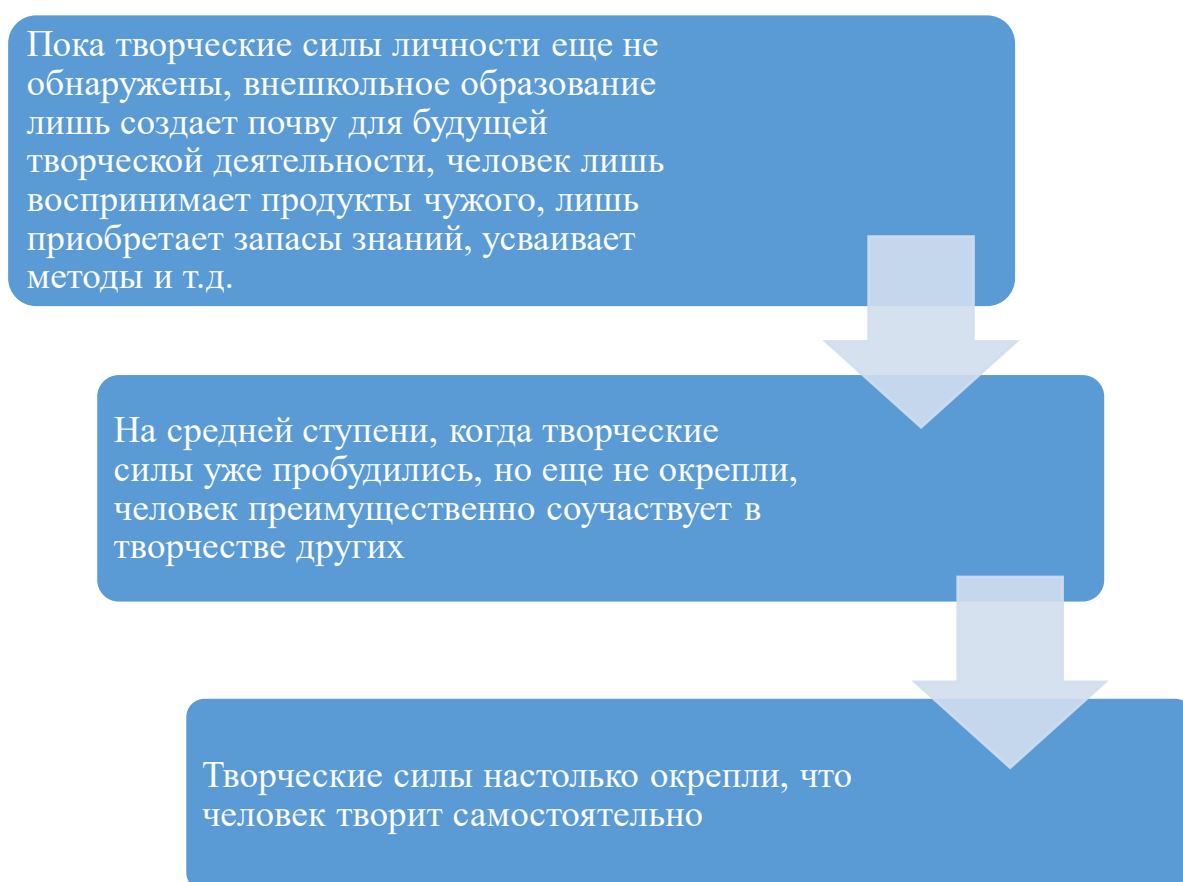 Пока творческие силы личности еще не
обнаружены, внешкольное образование
лишь создает почву для будущей
творческой деятельности, человек лишь
воспринимает продукты чужого, лишь
приобретает запасы знаний, усваивает
методы и т.д.
На средней ступени, когда творческие
силы уже пробудились, но еще не окрепли,
человек преимущественно соучаствует в
творчестве других
Творческие силы настолько окрепли, что
человек творит самостоятельно